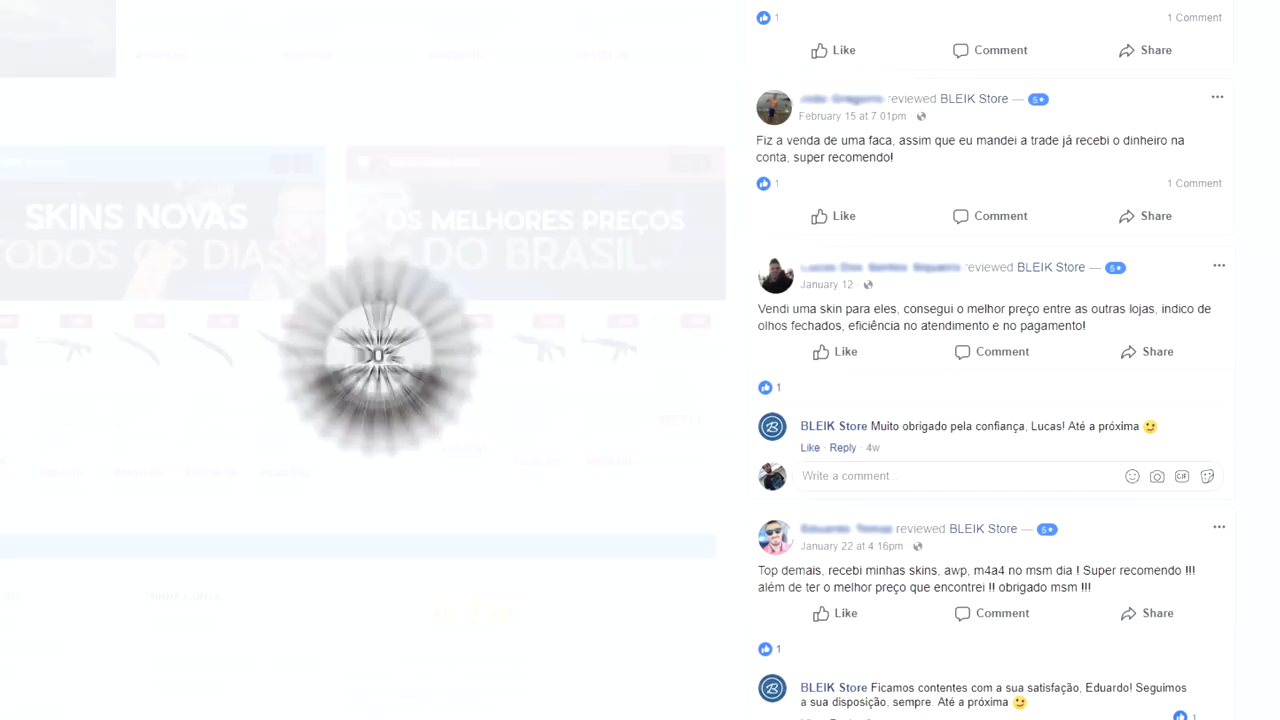 SKINS NOVAS
TODOS OS DIAS
OS MELHORES PREÇOS
DO BRASIL
1
1 Comment
Like
Comment
Share
reviewed BLEIK Store — 5★
February 15 at 7:01pm ·
Fiz a venda de uma faca, assim que eu mandei a trade já recebi o dinheiro na
conta, super recomendo!
1
1 Comment
Like
Comment
Share
reviewed BLEIK Store — 5★
January 12 ·
Vendi uma skin para eles, consegui o melhor preço entre as outras lojas, indico de
olhos fechados, eficiência no atendimento e no pagamento!
Like
Comment
Share
1
BLEIK Store Muito obrigado pela confiança, Lucas! Até a próxima 😉
Like · Reply · 4w
Write a comment...
GIF
reviewed BLEIK Store — 5★
January 22 at 4:16pm ·
Top demais, recebi minhas skins, awp, m4a4 no msm dia ! Super recomendo !!!
além de ter o melhor preço que encontrei !! obrigado msm !!!
Like
Comment
Share
1
BLEIK Store Ficamos contentes com a sua satisfação, Eduardo! Seguimos
a sua disposição, sempre. Até a próxima 😉
1